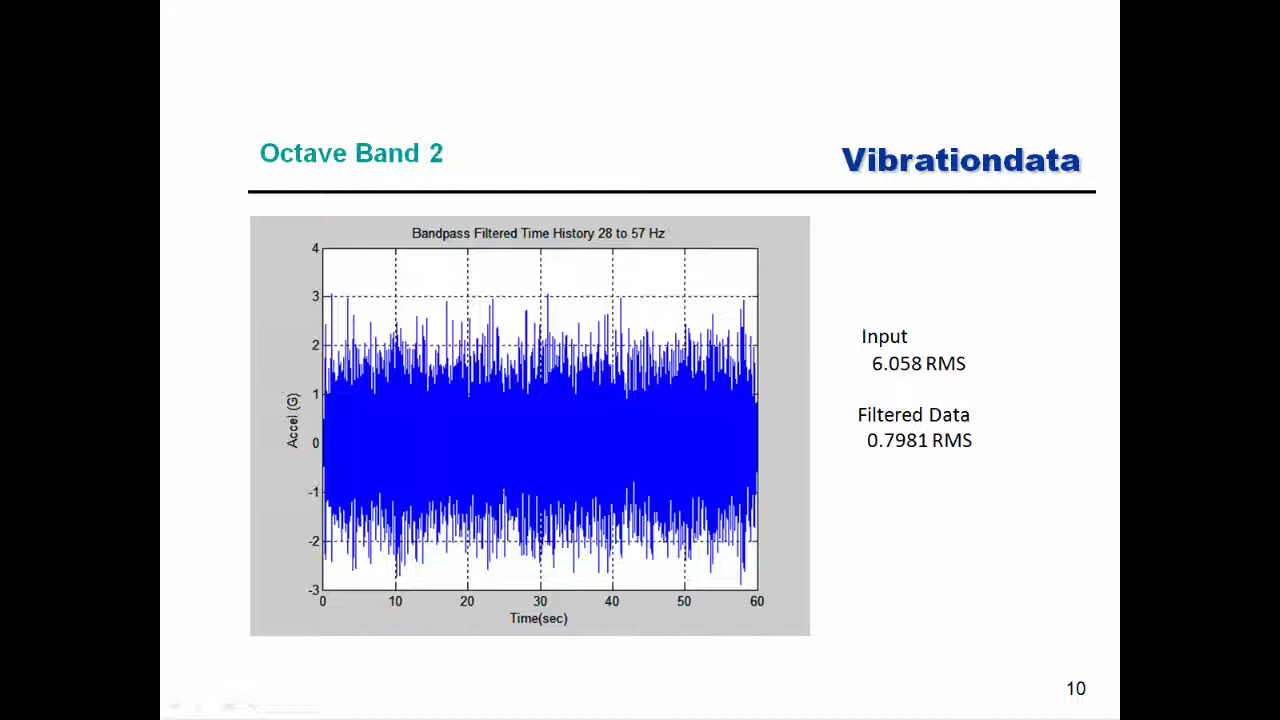 Octave Band 2
Vibrationdata
Bandpass Filtered Time History 28 to 57 Hz
4
3
2
1
0
-1
-2
-3
Accel (G)
0 10 20 30 40 50 60
Time(sec)
Input
6.058 RMS
Filtered Data
0.7981 RMS
10